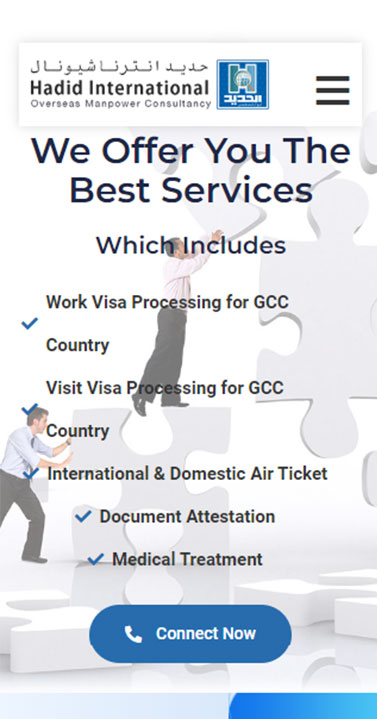 حديد انترناشيونال
Hadid International
Overseas Manpower Consultancy
الحديد
We Offer You The
Best Services
Which Includes
Work Visa Processing for GCC
Country
Visit Visa Processing for GCC
Country
International & Domestic Air Ticket
Document Attestation
Medical Treatment
Connect Now